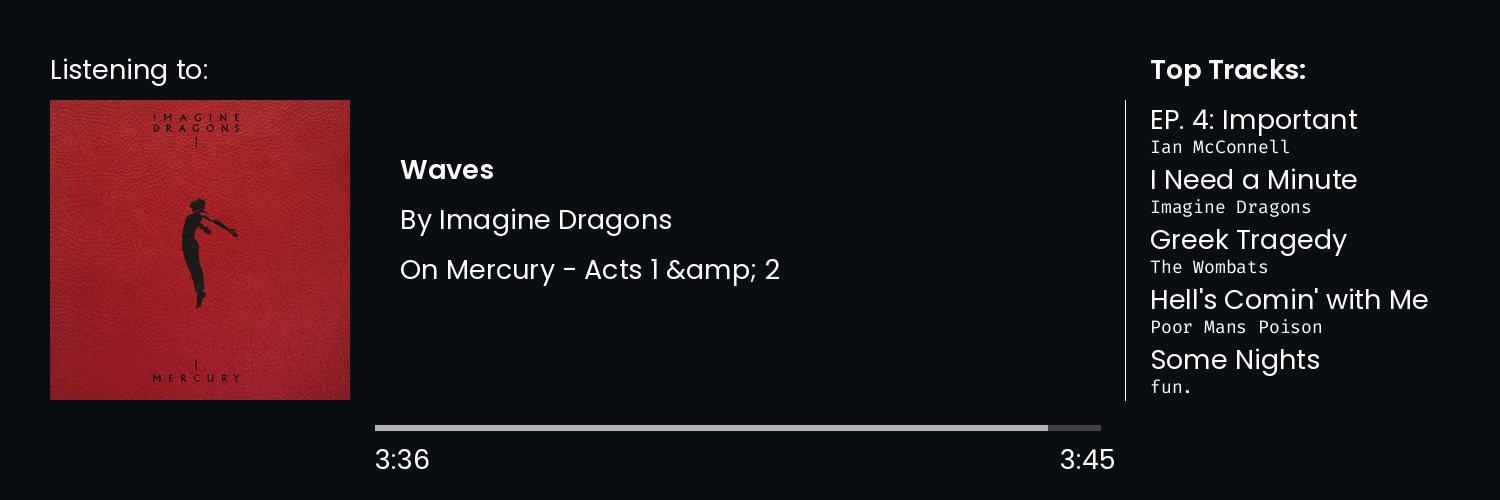 Listening to:
IMAGINE
DRAGONS
MERCURY
Waves
By Imagine Dragons
On Mercury - Acts 1 &amp; 2
3:36
3:45
Top Tracks:
EP. 4: Important
Ian McConnell
I Need a Minute
Imagine Dragons
Greek Tragedy
The Wombats
Hell's Comin' with Me
Poor Mans Poison
Some Nights
fun.